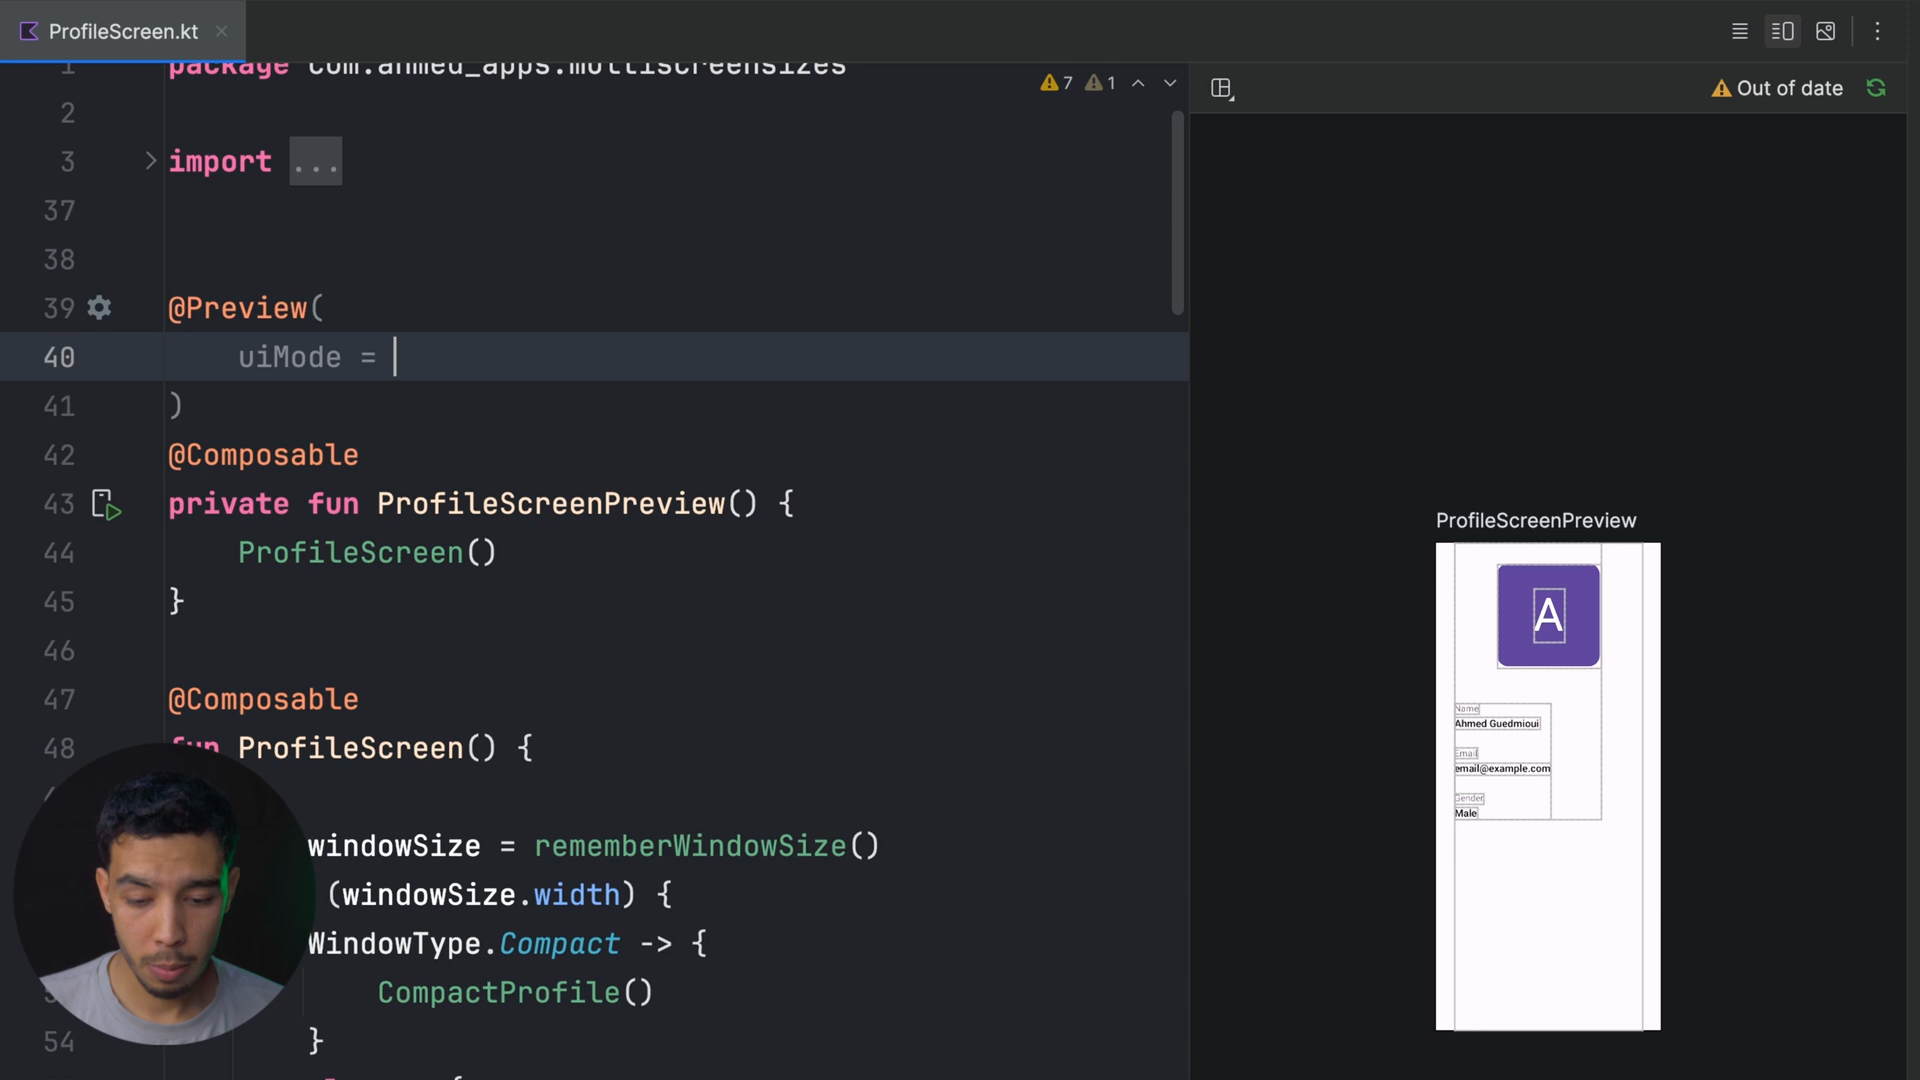 ProfileScreen.kt
1 package com.ahmed_apps.multiscreensizes
7 1
Out of date
2
3 import ...
37
38
39 @Preview(
40 uiMode =
41 )
42 @Composable
43 private fun ProfileScreenPreview() {
44 ProfileScreen()
45 }
46
47 @Composable
48 fun ProfileScreen() {
windowSize = rememberWindowSize()
(windowSize.width) {
WindowType.Compact -> {
CompactProfile()
54 }
ProfileScreenPreview
A
Name
Ahmed Guedmioui
Email
email@example.com
Gender
Male